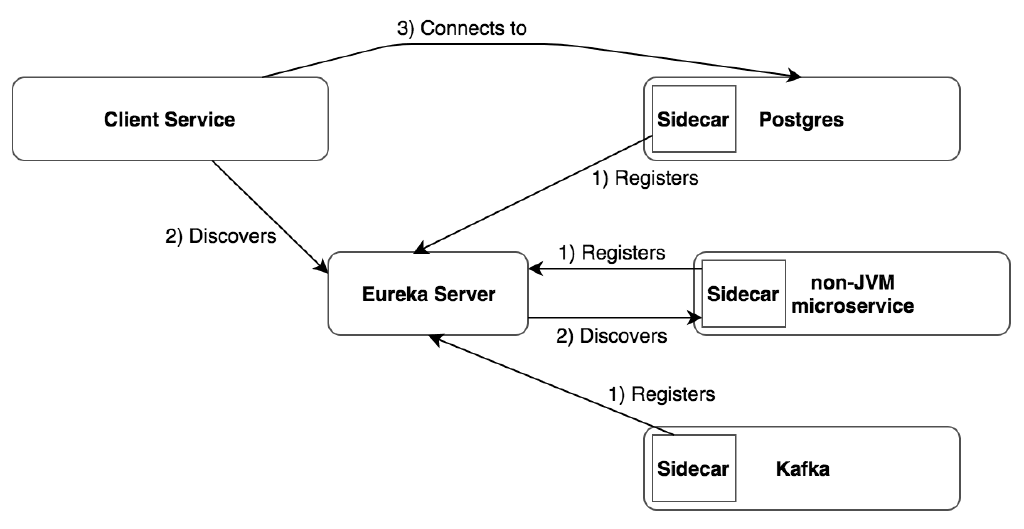 3) Connects to
Client Service
Sidecar
Postgres
1) Registers
2) Discovers
1) Registers
Eureka Server
Sidecar
non-JVM
microservice
2) Discovers
1) Registers
Sidecar
Kafka